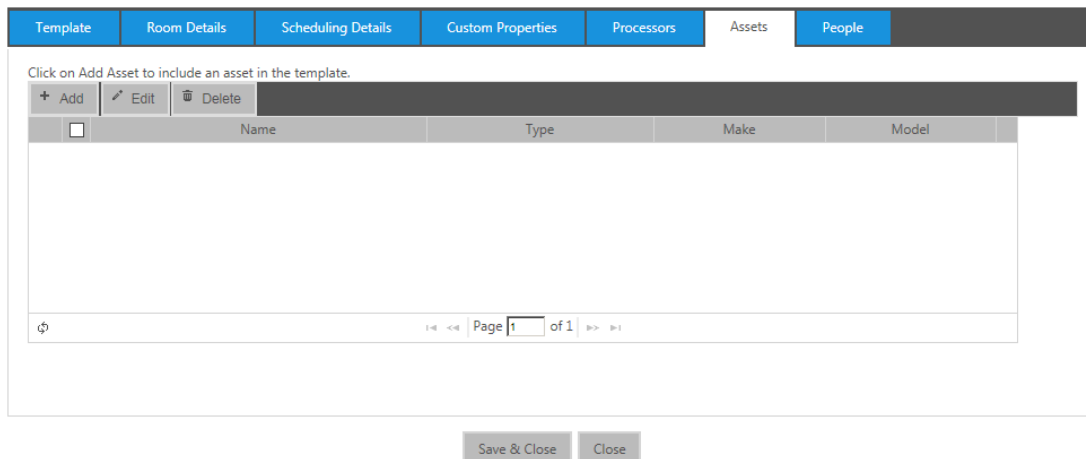 Template Room Details Scheduling Details Custom Properties Processors Assets People
Click on Add Asset to include an asset in the template.
+ Add Edit Delete
Name Type Make Model
Page 1 of 1
Save & Close Close